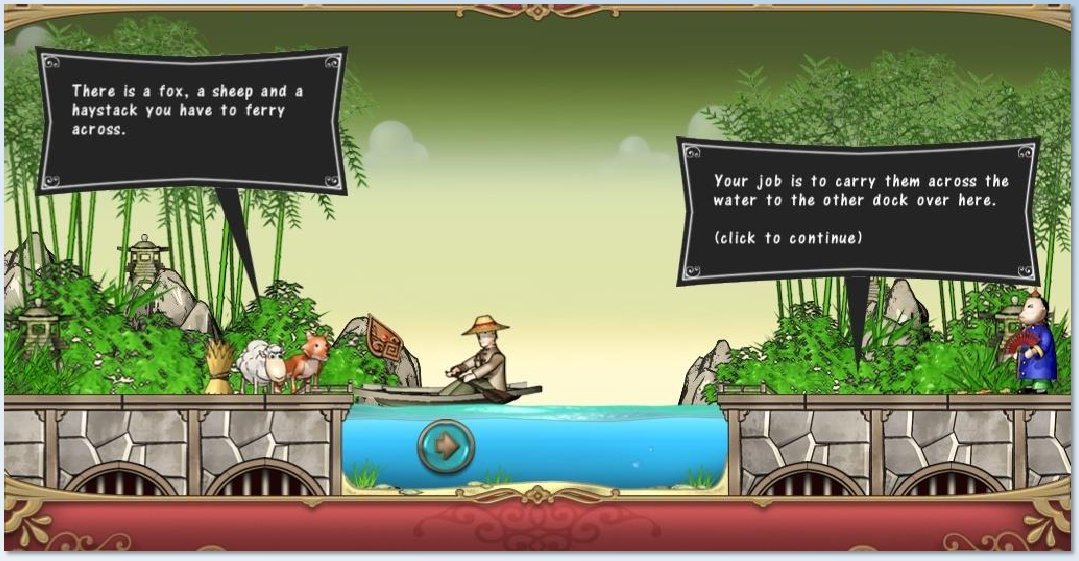 There is a fox, a sheep and a
haystack you have to ferry
across.
Your job is to carry them across the
water to the other dock over here.
(click to continue)